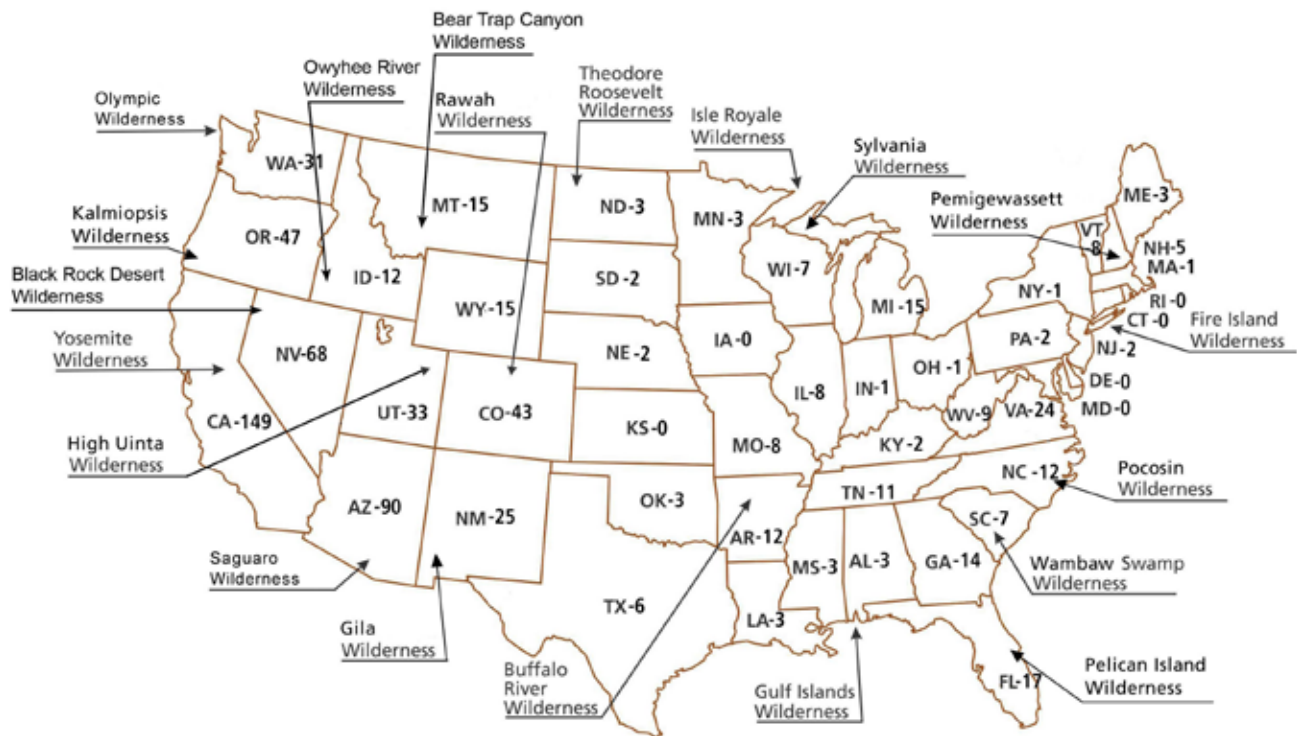 Bear Trap Canyon
Wilderness
Owyhee River
Wilderness
Theodore
Roosevelt
Wilderness
Olympic
Wilderness
Rawah
Wilderness
Isle Royale
Wilderness
Sylvania
Wilderness
WA-31
ME-3
MT-15
ND-3
MN-3
Pemigewassett
Wilderness
Kalmiopsis
Wilderness
OR-47
VT
8
NH-5
MA-1
Black Rock Desert
Wilderness
ID-12
SD-2
WI-7
NY-1
RI-0
CT-0
WY-15
MI-15
Fire Island
Wilderness
Yosemite
Wilderness
NV-68
NE-2
IA-0
PA-2
NJ-2
OH -1
DE-0
MD-0
CA-149
UT-33
CO-43
IL-8
IN-1
WV-9
VA-24
KS-0
High Uinta
Wilderness
MO-8
KY-2
NC -12
Pocosin
Wilderness
AZ-90
NM-25
OK-3
TN-11
SC-7
AR-12
Saguaro
Wilderness
MS-3
AL-3
GA-14
Wambaw Swamp
Wilderness
TX-6
LA-3
Gila
Wilderness
Buffalo
River
Wilderness
Gulf Islands
Wilderness
FL-17
Pelican Island
Wilderness